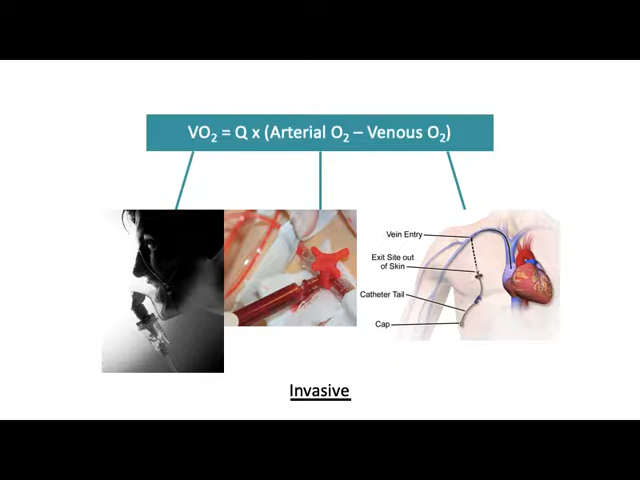 VO₂ = Q x (Arterial O₂ – Venous O₂)
Vein Entry
Exit Site out
of Skin
Catheter Tail
Cap
Invasive